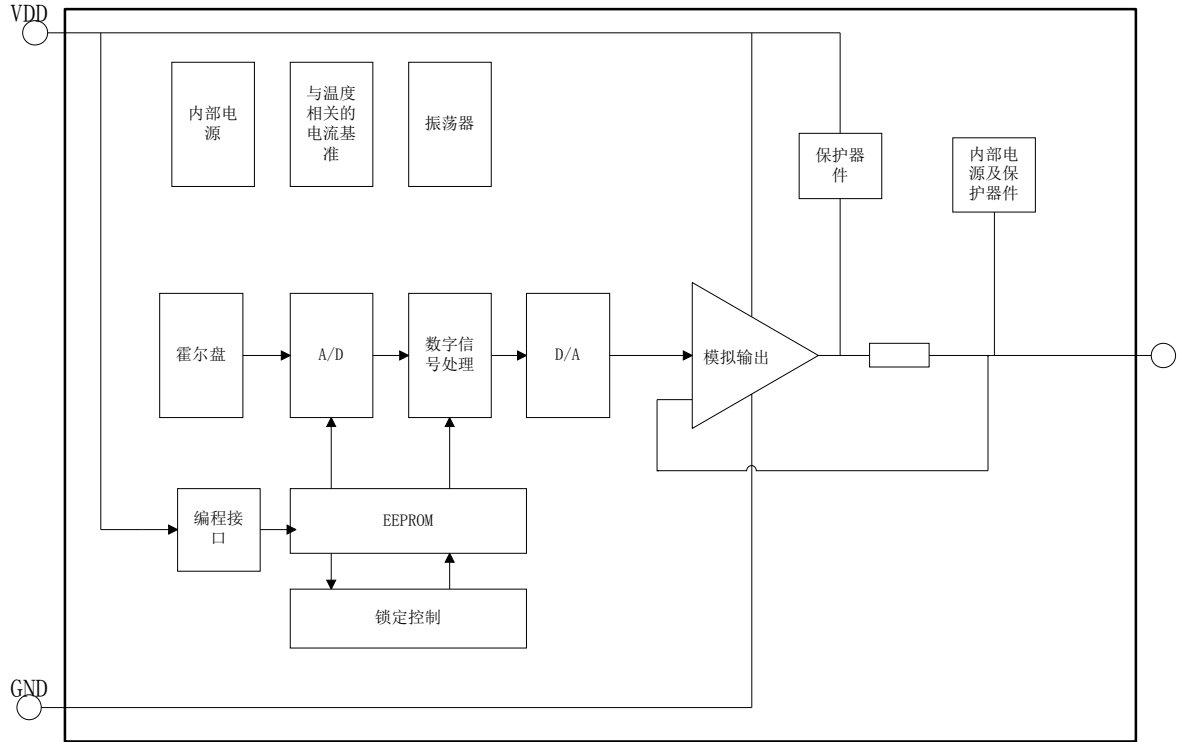 VDD
内部电
源
与温度
相关的
电流基
准
振荡器
保护器
件
内部电
源及保
护器件
霍尔盘
A/D
数字信
号处理
D/A
模拟输出
编程接
口
EEPROM
锁定控制
GND